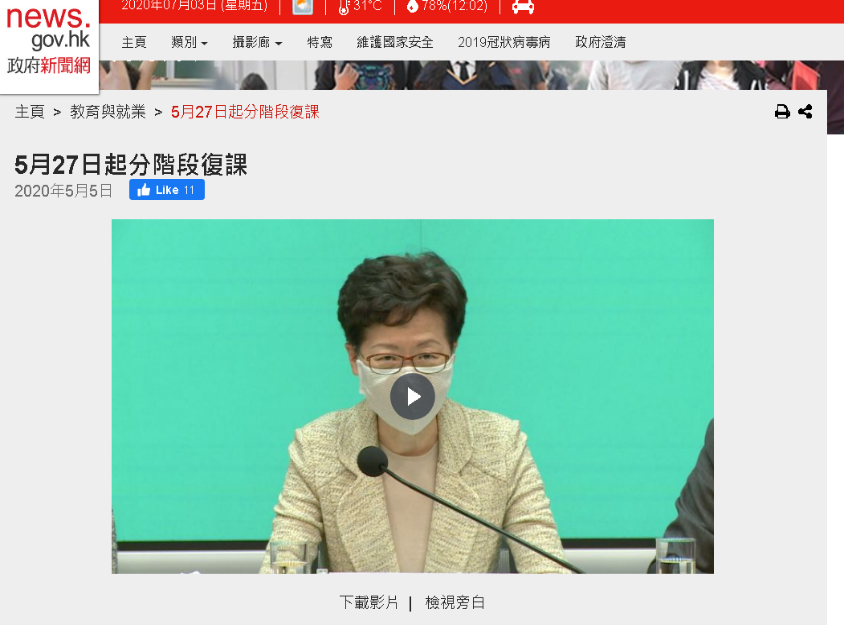 news.
gov.hk
政府新聞網
2020年07月03日 (星期五) | 31°C | 78%(12:02) |
主頁 類別 攝影廊 特寫 維護國家安全 2019冠狀病毒病 政府澄清
主頁 > 教育與就業 > 5月27日起分階段復課
5月27日起分階段復課
2020年5月5日 Like 11
下載影片 | 檢視旁白